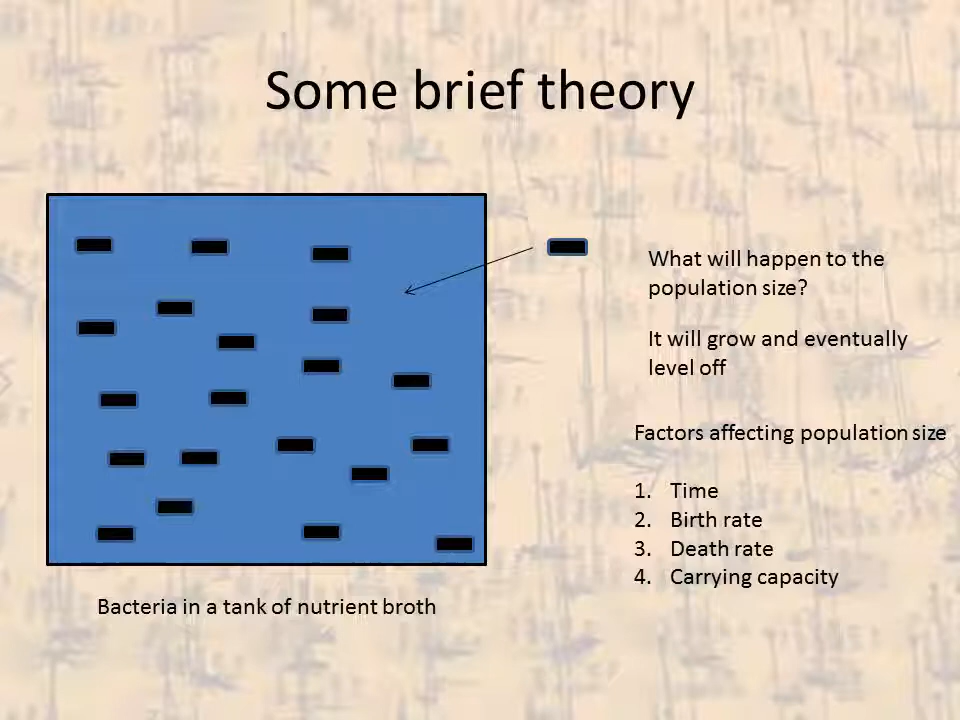 Some brief theory
What will happen to the
population size?
It will grow and eventually
level off
Factors affecting population size
1. Time
2. Birth rate
3. Death rate
4. Carrying capacity
Bacteria in a tank of nutrient broth